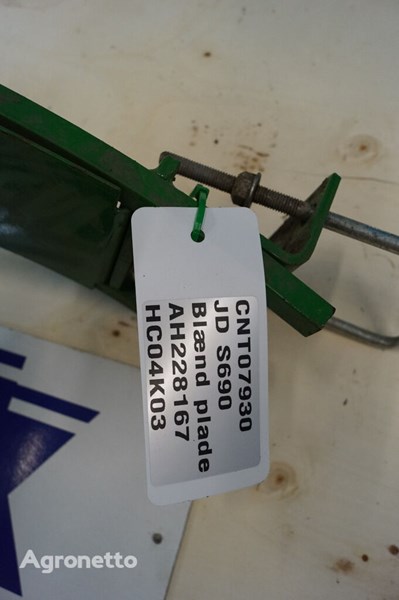 CNT07930
JD S690
Blænd plade
AH228167
HC04K03
Agronetto